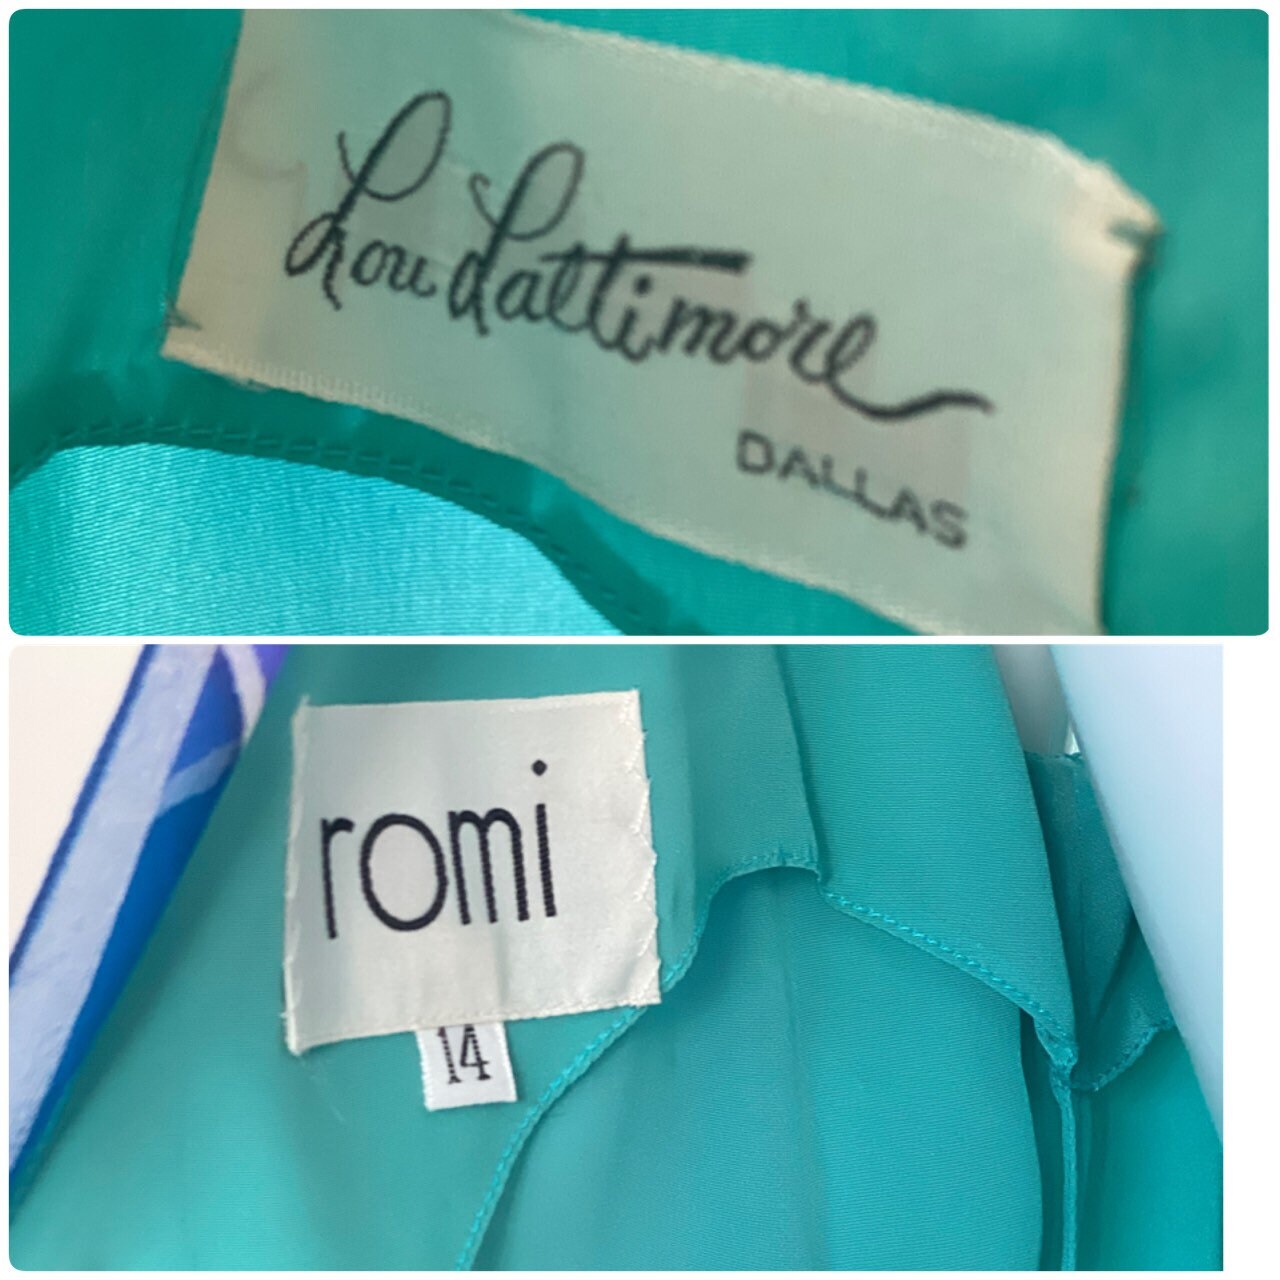 Lou Lattimore
DALLAS
romi
14